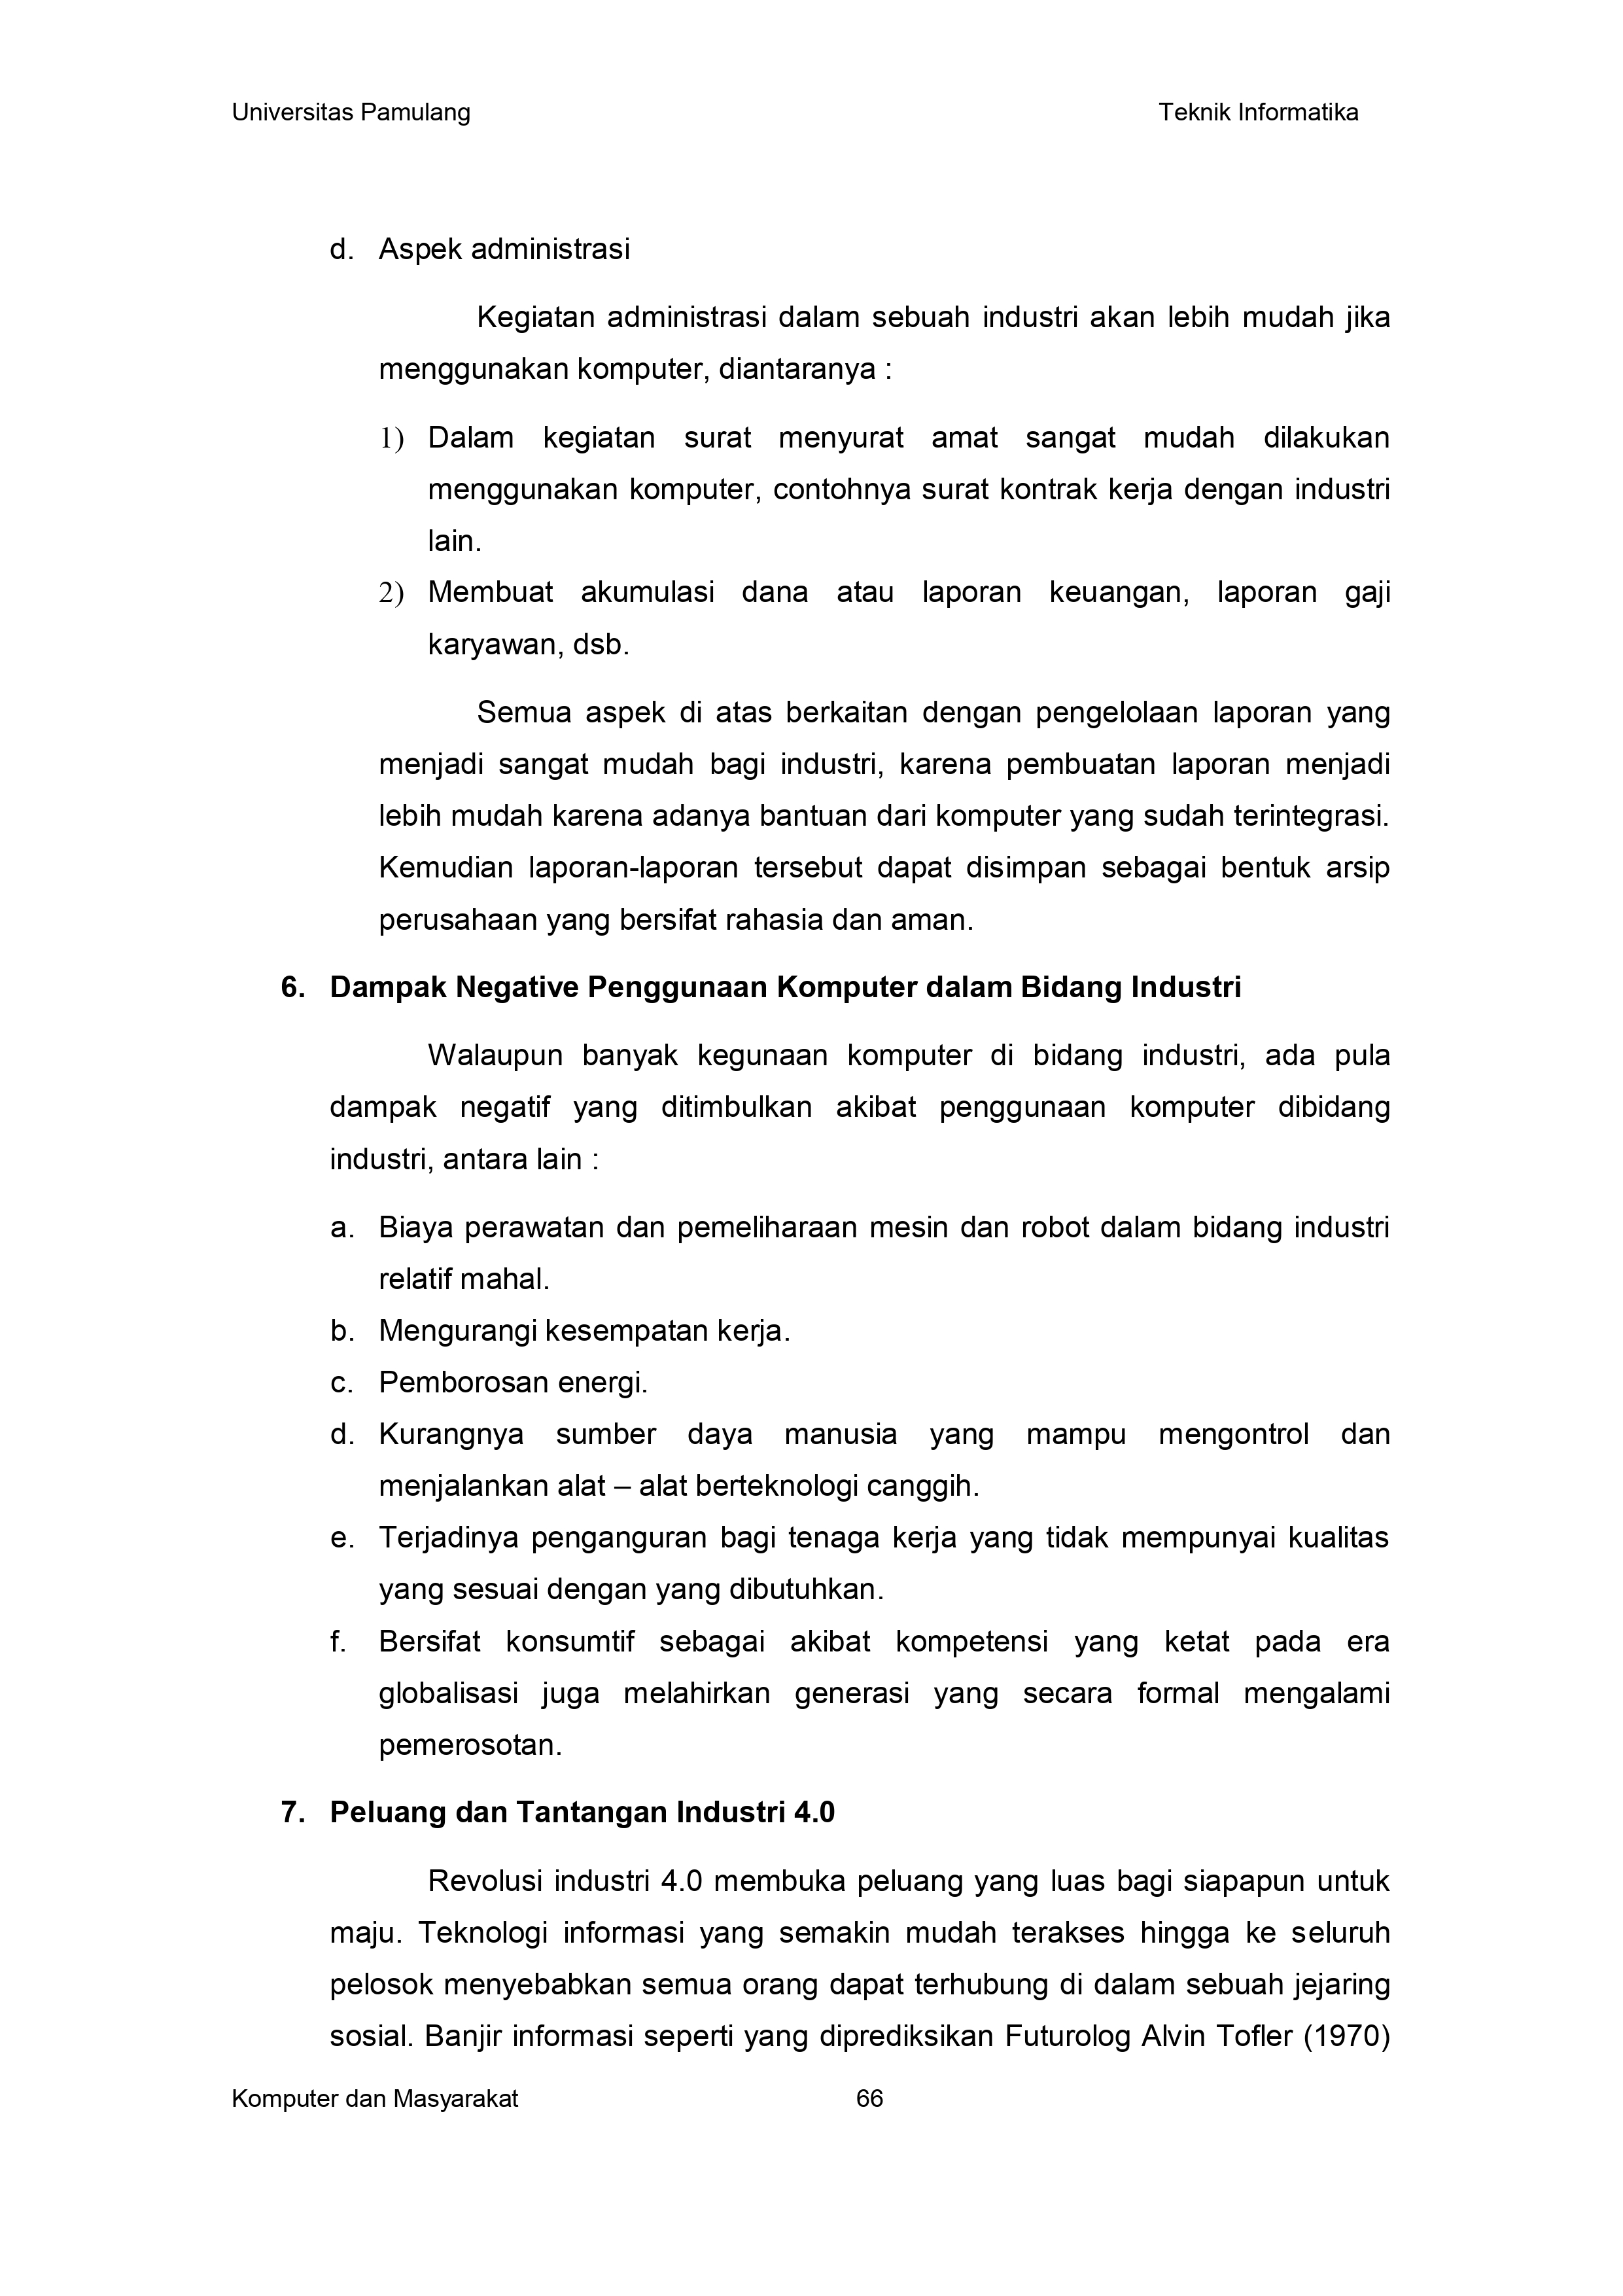 Universitas Pamulang Teknik Informatika
d. Aspek administrasi
Kegiatan administrasi dalam sebuah industri akan lebih mudah jika
menggunakan komputer, diantaranya :
1) Dalam kegiatan surat menyurat amat sangat mudah dilakukan
menggunakan komputer, contohnya surat kontrak kerja dengan industri
lain.
2) Membuat akumulasi dana atau laporan keuangan, laporan gaji
karyawan, dsb.
Semua aspek di atas berkaitan dengan pengelolaan laporan yang
menjadi sangat mudah bagi industri, karena pembuatan laporan menjadi
lebih mudah karena adanya bantuan dari komputer yang sudah terintegrasi.
Kemudian laporan-laporan tersebut dapat disimpan sebagai bentuk arsip
perusahaan yang bersifat rahasia dan aman.
6. Dampak Negative Penggunaan Komputer dalam Bidang Industri
Walaupun banyak kegunaan komputer di bidang industri, ada pula
dampak negatif yang ditimbulkan akibat penggunaan komputer dibidang
industri, antara lain :
a. Biaya perawatan dan pemeliharaan mesin dan robot dalam bidang industri
relatif mahal.
b. Mengurangi kesempatan kerja.
c. Pemborosan energi.
d. Kurangnya sumber daya manusia yang mampu mengontrol dan
menjalankan alat – alat berteknologi canggih.
e. Terjadinya penganguran bagi tenaga kerja yang tidak mempunyai kualitas
yang sesuai dengan yang dibutuhkan.
f. Bersifat konsumtif sebagai akibat kompetensi yang ketat pada era
globalisasi juga melahirkan generasi yang secara formal mengalami
pemerosotan.
7. Peluang dan Tantangan Industri 4.0
Revolusi industri 4.0 membuka peluang yang luas bagi siapapun untuk
maju. Teknologi informasi yang semakin mudah terakses hingga ke seluruh
pelosok menyebabkan semua orang dapat terhubung di dalam sebuah jejaring
sosial. Banjir informasi seperti yang diprediksikan Futurolog Alvin Tofler (1970)
Komputer dan Masyarakat 66